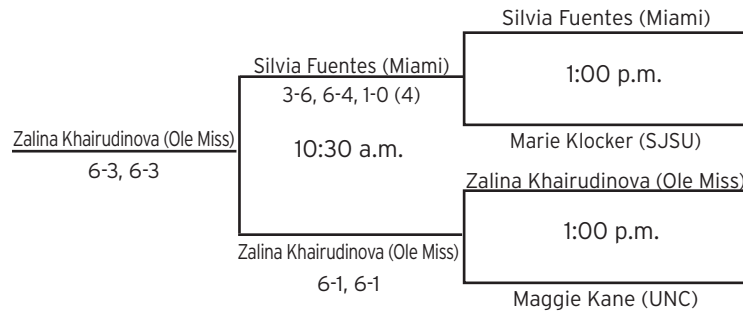 Silvia Fuentes (Miami)
1:00 p.m.
Silvia Fuentes (Miami)
3-6, 6-4, 1-0 (4)
Marie Klocker (SJSU)
Zalina Khairudinova (Ole Miss)
6-3, 6-3
10:30 a.m.
Zalina Khairudinova (Ole Miss)
1:00 p.m.
Zalina Khairudinova (Ole Miss)
6-1, 6-1
Maggie Kane (UNC)